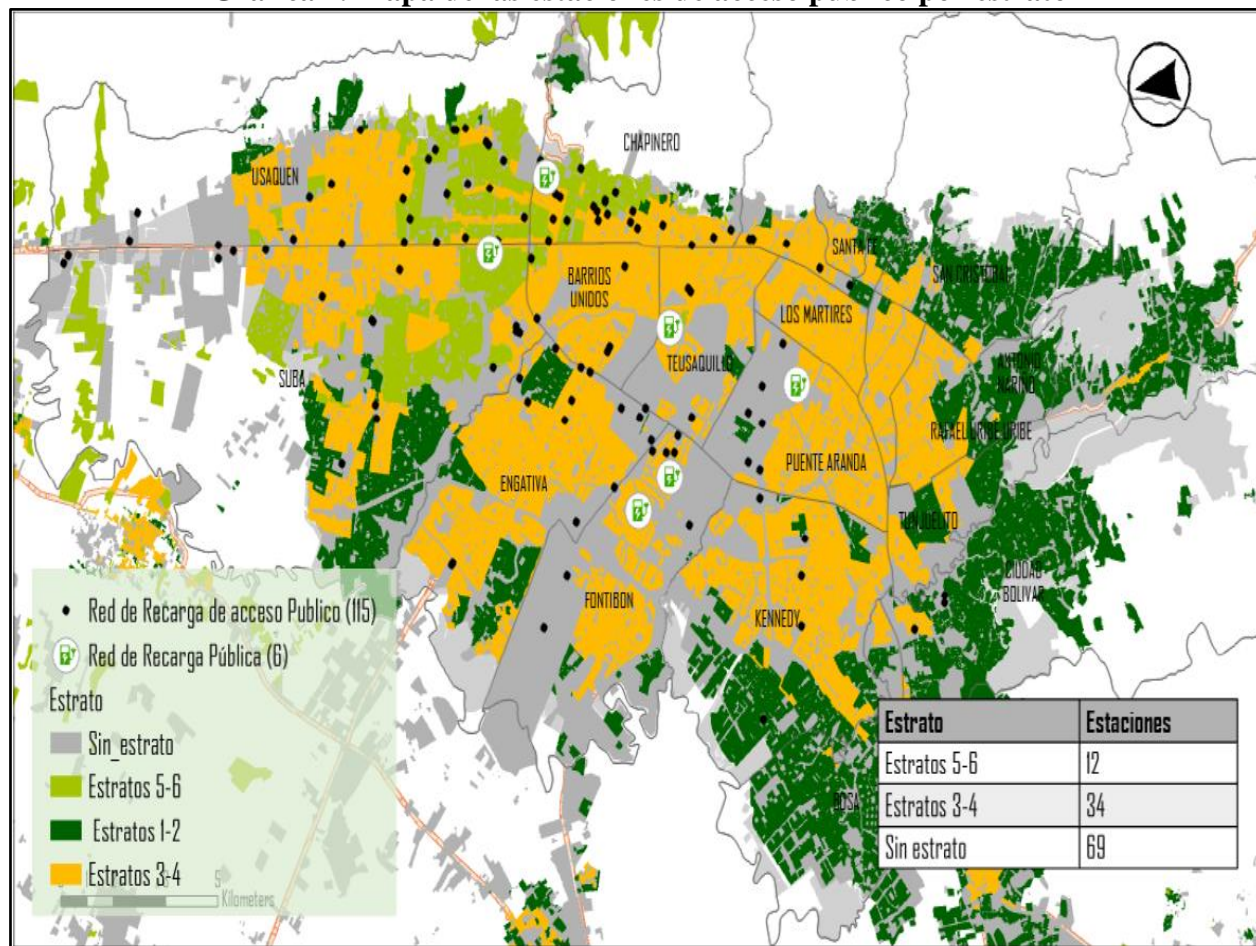 CHAPINERO
USAQUEN
SANTA FE
SAN CRISTOBAL
BARRIOS
UNIDOS
LOS MARTIRES
TEUSAQUILLO
SUBA
ANTONIO
NARIÑO
RAFAEL URIBE URIBE
PUENTE ARANDA
ENGATIVA
TUNJUELITO
CIUDAD
BOLIVAR
FONTIBON
KENNEDY
BOSA
Red de Recarga de acceso Publico (115)
Red de Recarga Pública (6)
Estrato
Sin_estrato
Estratos 5-6
Estratos 1-2
Estratos 3-4
5
Kilometers
Estrato Estaciones
Estratos 5-6 12
Estratos 3-4 34
Sin estrato 69